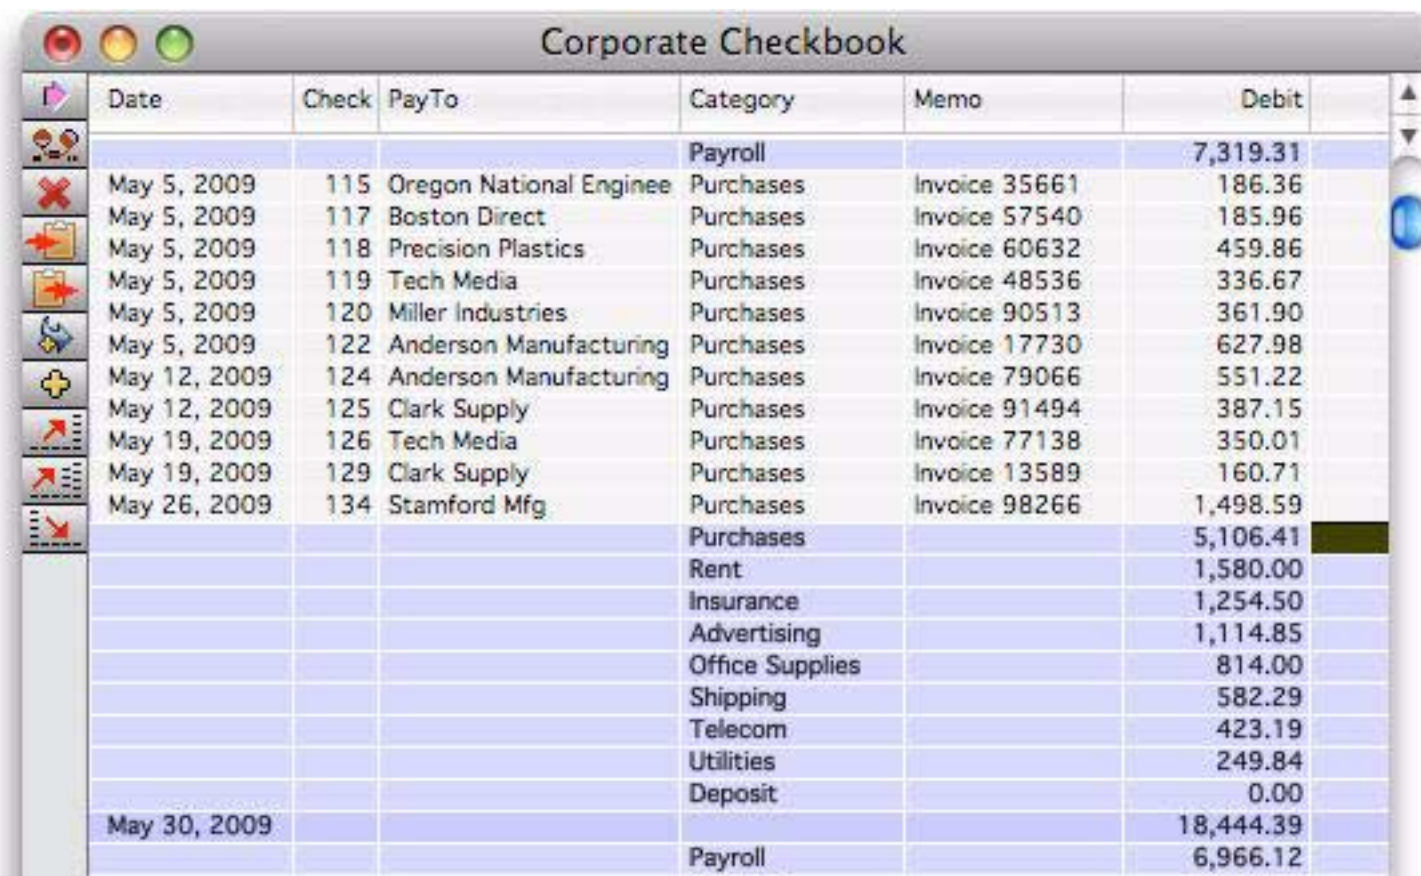 Corporate Checkbook
Date Check PayTo Category Memo Debit
Payroll 7,319.31
May 5, 2009 115 Oregon National Enginee Purchases Invoice 35661 186.36
May 5, 2009 117 Boston Direct Purchases Invoice 57540 185.96
May 5, 2009 118 Precision Plastics Purchases Invoice 60632 459.86
May 5, 2009 119 Tech Media Purchases Invoice 48536 336.67
May 5, 2009 120 Miller Industries Purchases Invoice 90513 361.90
May 5, 2009 122 Anderson Manufacturing Purchases Invoice 17730 627.98
May 12, 2009 124 Anderson Manufacturing Purchases Invoice 79066 551.22
May 12, 2009 125 Clark Supply Purchases Invoice 91494 387.15
May 19, 2009 126 Tech Media Purchases Invoice 77138 350.01
May 19, 2009 129 Clark Supply Purchases Invoice 13589 160.71
May 26, 2009 134 Stamford Mfg Purchases Invoice 98266 1,498.59
Purchases 5,106.41
Rent 1,580.00
Insurance 1,254.50
Advertising 1,114.85
Office Supplies 814.00
Shipping 582.29
Telecom 423.19
Utilities 249.84
Deposit 0.00
May 30, 2009 18,444.39
Payroll 6,966.12